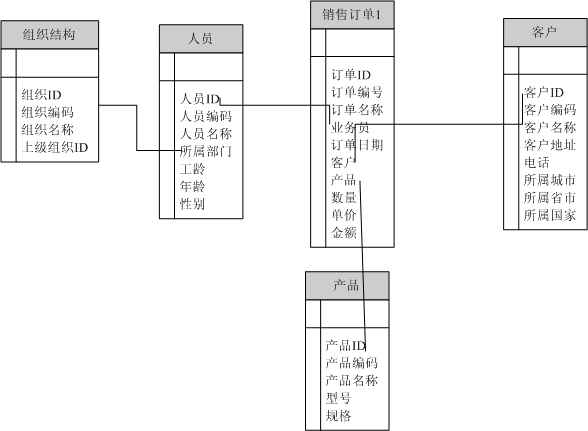 组织结构
组织ID
组织编码
组织名称
上级组织ID
人员
人员ID
人员编码
人员名称
所属部门
工龄
年龄
性别
销售订单1
订单ID
订单编号
订单名称
业务员
订单日期
客户
产品
数量
单价
金额
客户
客户ID
客户编码
客户名称
客户地址
电话
所属城市
所属省市
所属国家
产品
产品ID
产品编码
产品名称
型号
规格